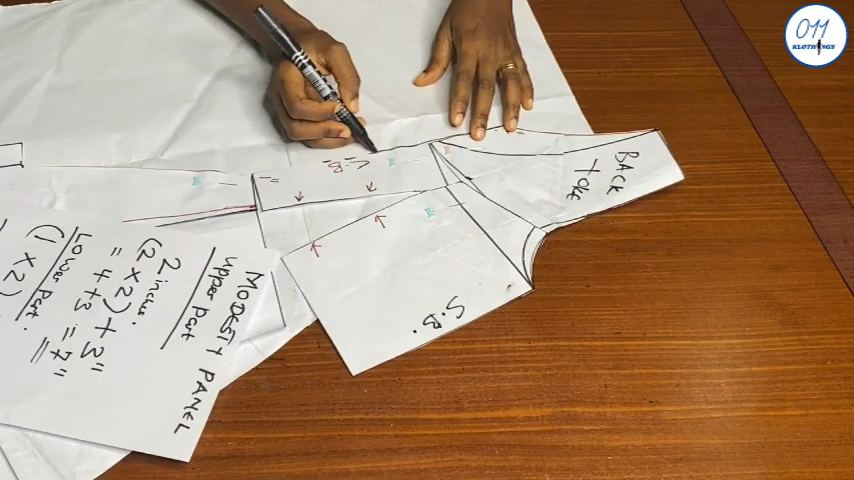 011
KLOTHINGS
BACK
YOKE
C.B.
S.B.
MODESTY PANEL
Upper Part
2 inches.
(2 x 2) + 3"
= 4 + 3 = 7"
Lower Part.
(1 x 2)
1"